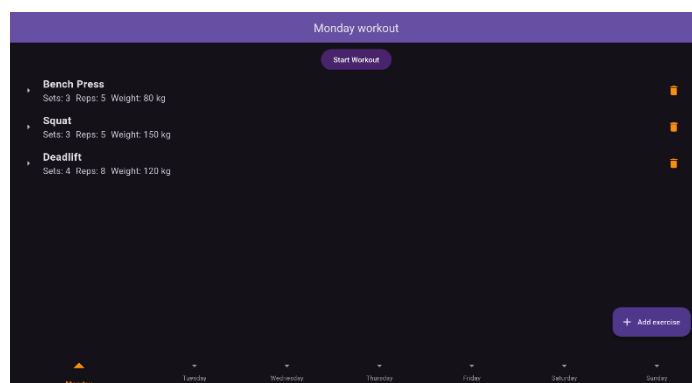 Monday workout
Start Workout
Bench Press
Sets: 3 Reps: 5 Weight: 80 kg
Squat
Sets: 3 Reps: 5 Weight: 150 kg
Deadlift
Sets: 4 Reps: 8 Weight: 120 kg
+ Add exercise
Monday Tuesday Wednesday Thursday Friday Saturday Sunday